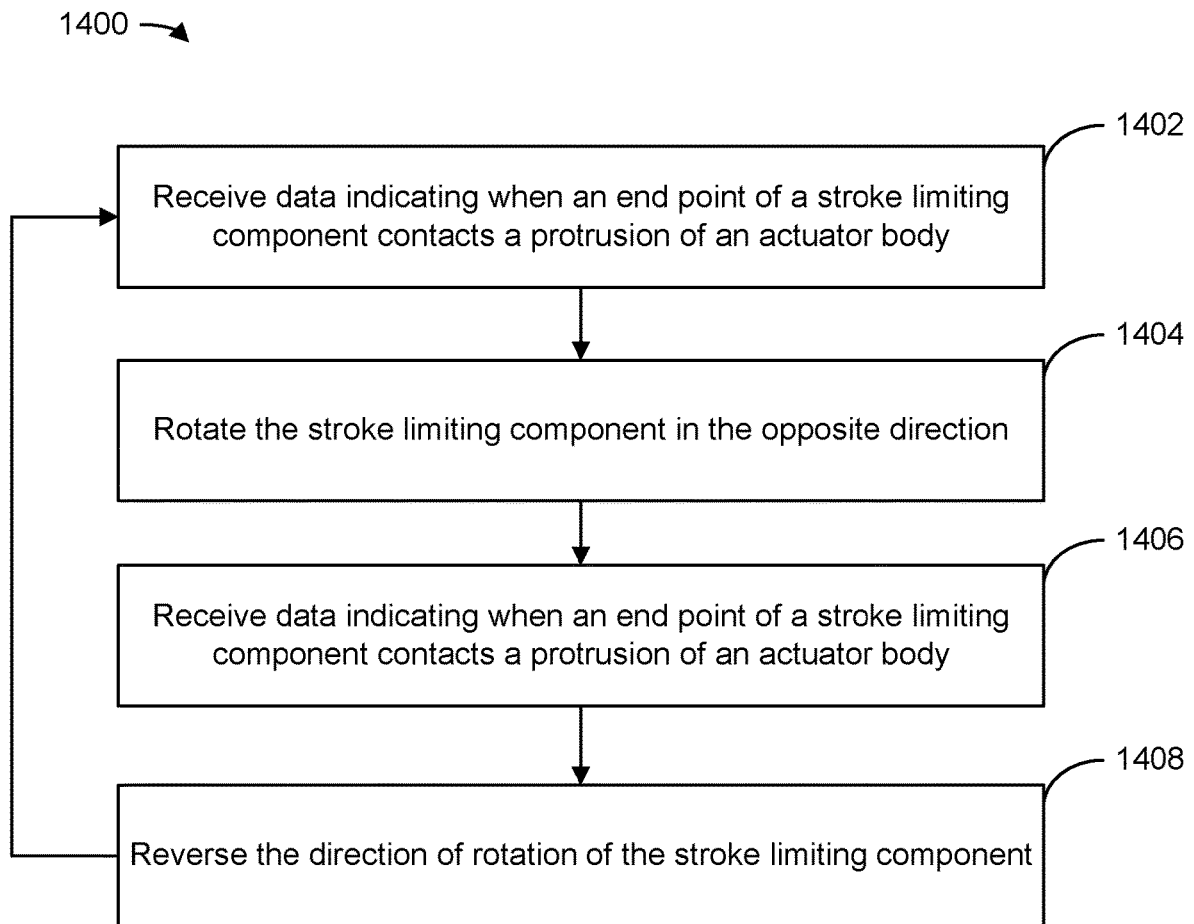 1400
1402
Receive data indicating when an end point of a stroke limiting
component contacts a protrusion of an actuator body
1404
Rotate the stroke limiting component in the opposite direction
1406
Receive data indicating when an end point of a stroke limiting
component contacts a protrusion of an actuator body
1408
Reverse the direction of rotation of the stroke limiting component